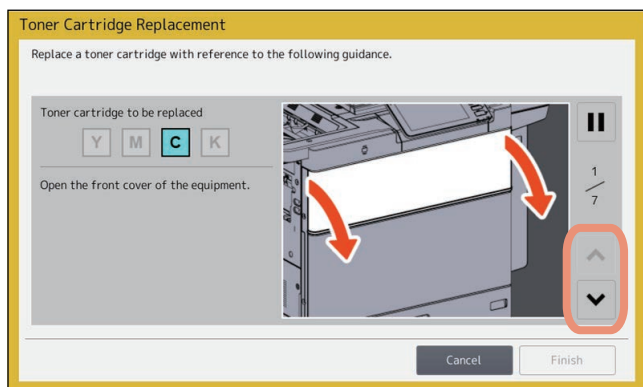 Toner Cartridge Replacement
Replace a toner cartridge with reference to the following guidance.
Toner cartridge to be replaced
Y M C K
Open the front cover of the equipment.
1
7
Cancel Finish